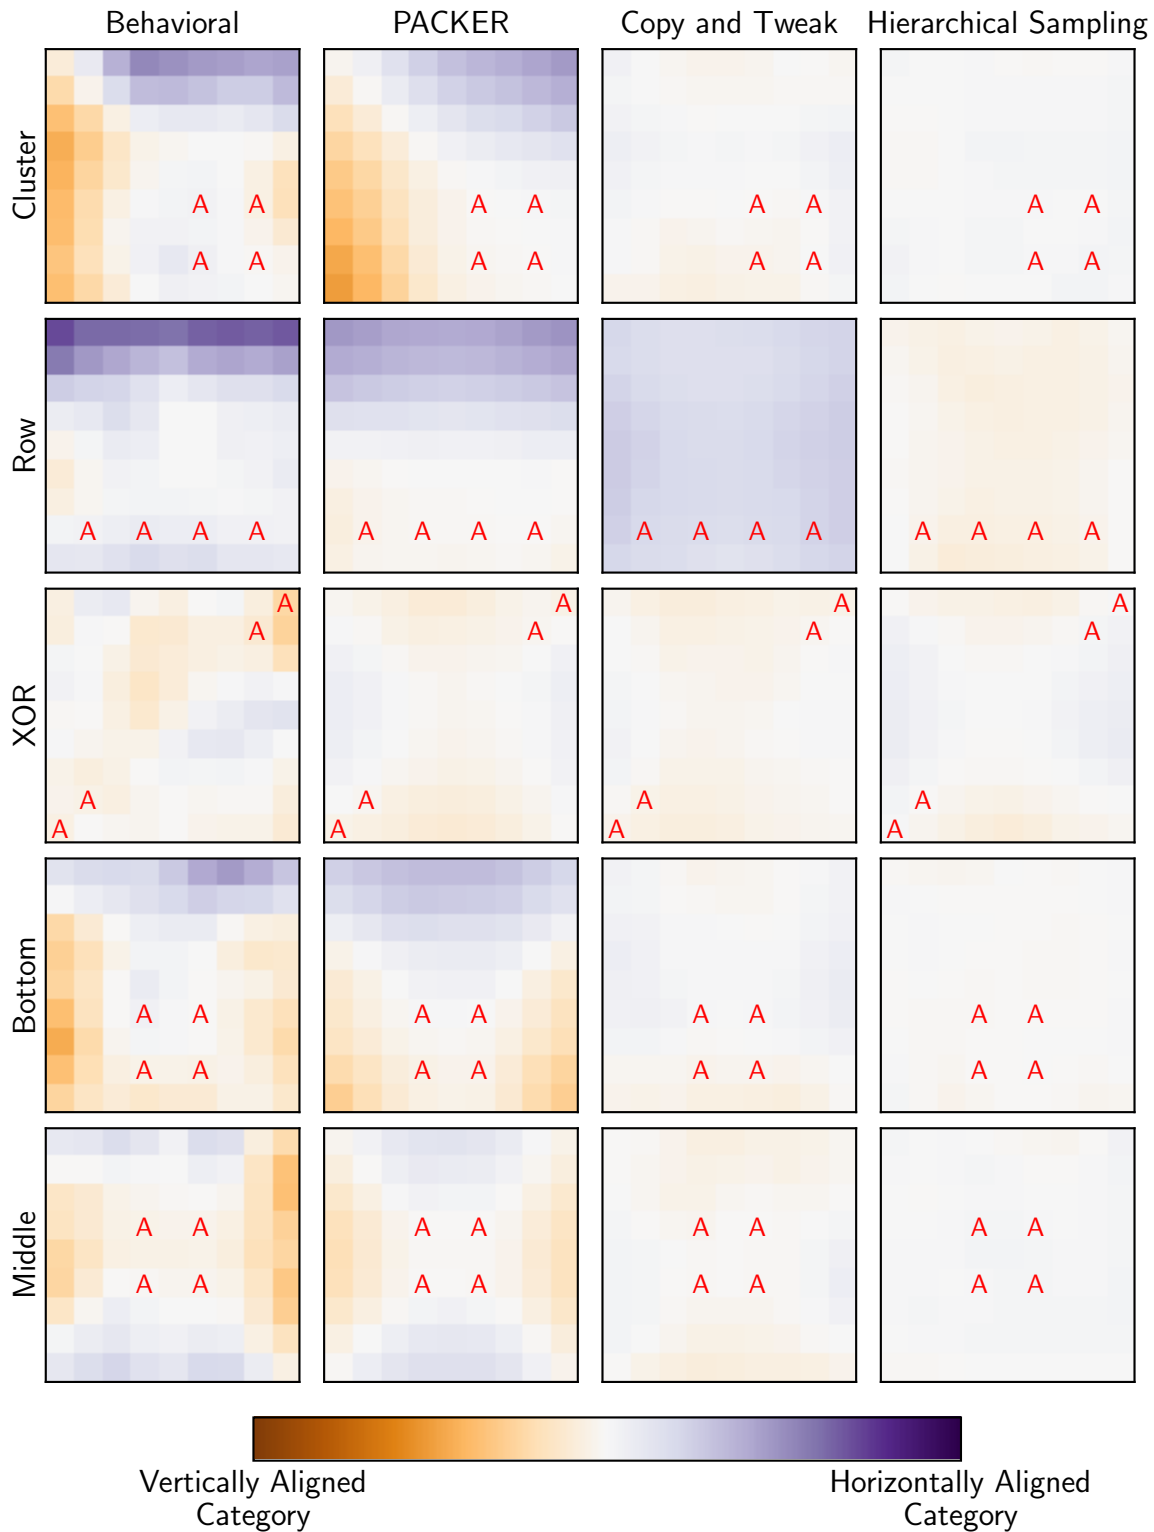 Behavioral PACKER Copy and Tweak Hierarchical Sampling
Cluster
A A A A A A A A
A A A A A A A A
Row
A A A A A A A A A A A A A A A A
XOR
A A A A
A A A A
A A A A
A A A A
Bottom
A A A A A A A A
A A A A A A A A
Middle
A A A A A A A A
A A A A A A A A
Vertically Aligned Horizontally Aligned
Category Category